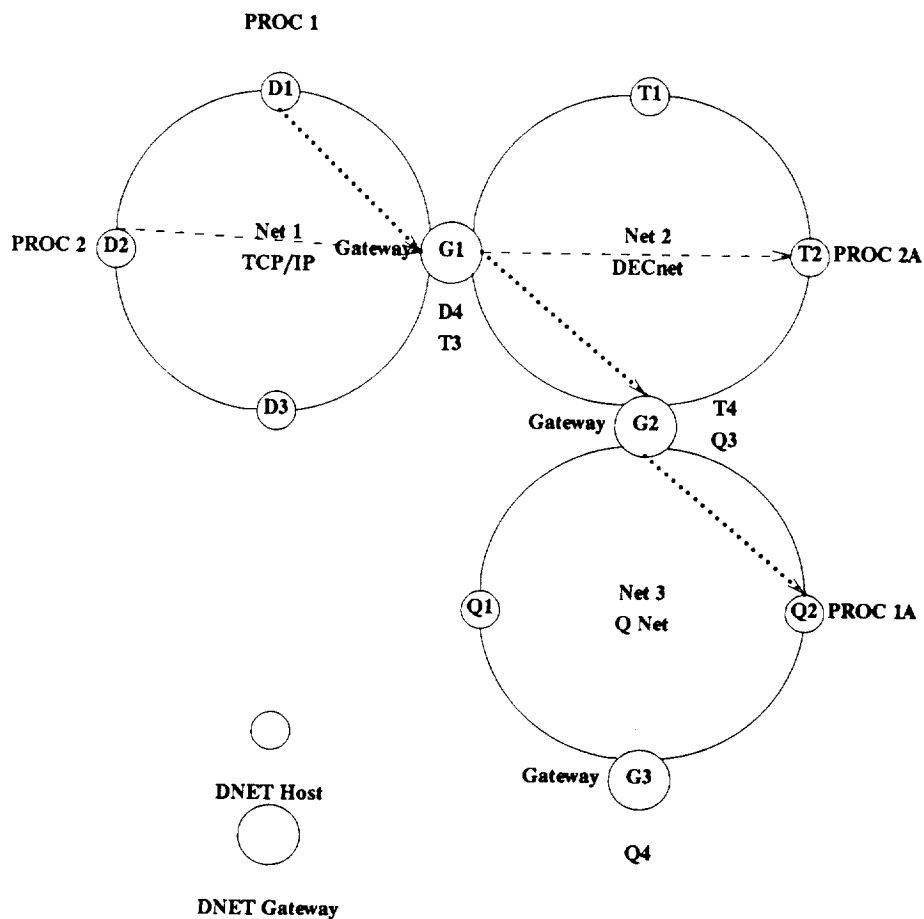 PROC 1
D1
T1
PROC 2
D2
Net 1
TCP/IP
Gateway
G1
Net 2
DECnet
T2
PROC 2A
D4
T3
D3
Gateway
G2
T4
Q3
Q1
Net 3
Q Net
Q2
PROC 1A
DNET Host
Gateway
G3
Q4
DNET Gateway